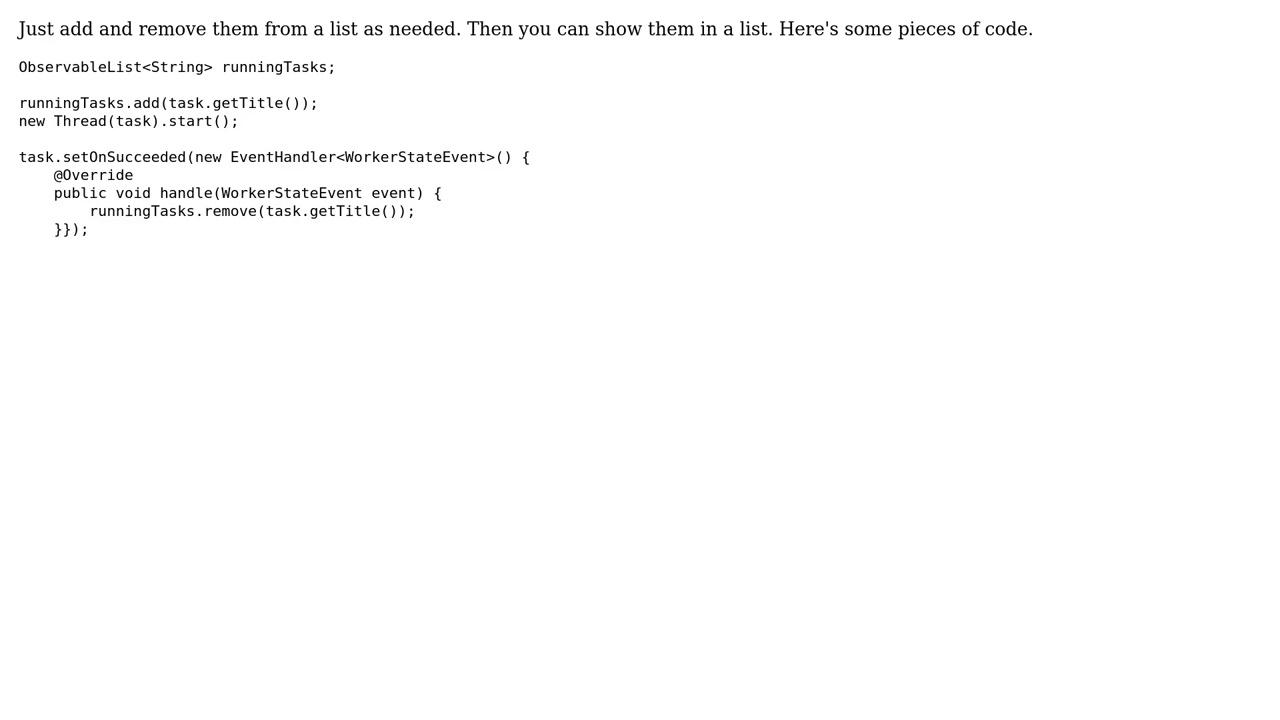 Just add and remove them from a list as needed. Then you can show them in a list. Here's some pieces of code.
ObservableList<String> runningTasks;

runningTasks.add(task.getTitle());
new Thread(task).start();

task.setOnSucceeded(new EventHandler<WorkerStateEvent>() {
    @Override
    public void handle(WorkerStateEvent event) {
        runningTasks.remove(task.getTitle());
    }});